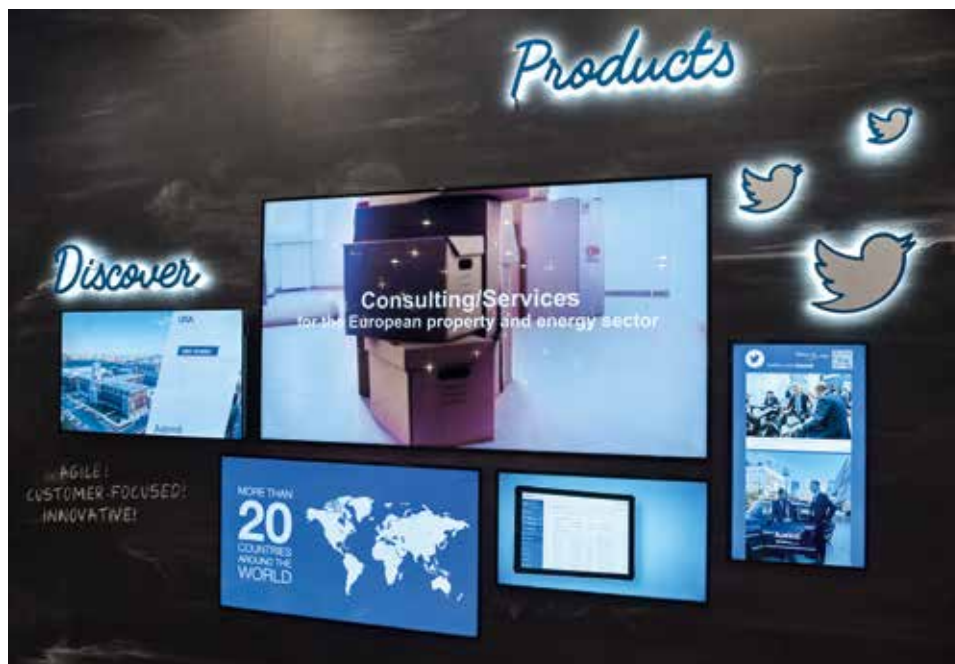 Products
Discover
Consulting/Services
for the European property and energy sector
USA
AGILE!
CUSTOMER-FOCUSED!
INNOVATIVE!
MORE THAN
20
COUNTRIES
AROUND THE
WORLD